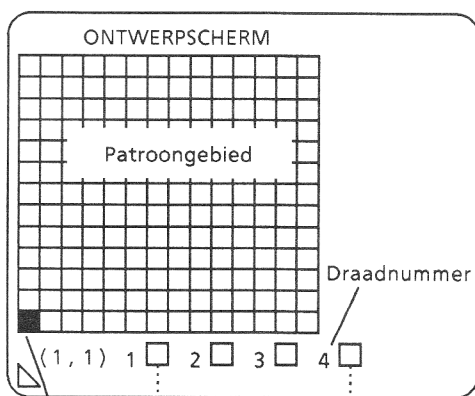 ONTWERPSCHERM
Patroongebied
Draadnummer
(1,1) 1 2 3 4